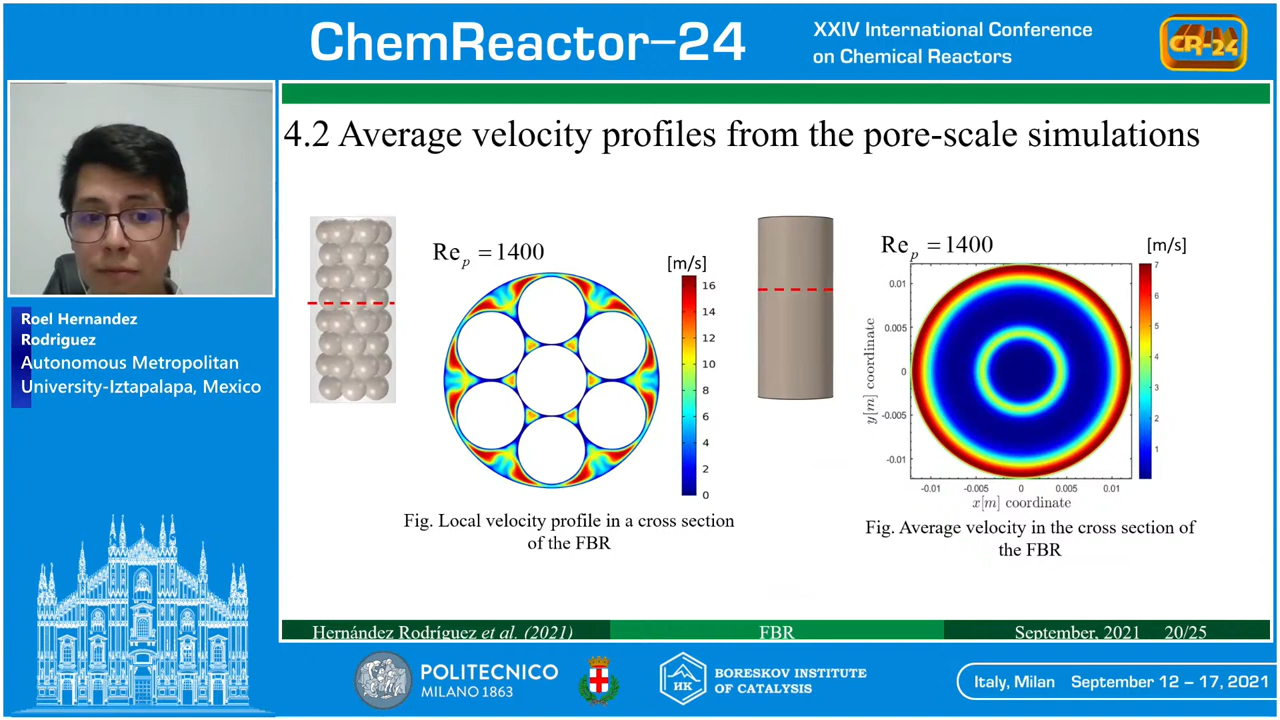 ChemReactor–24
XXIV International Conference
on Chemical Reactors
CR-24
4.2 Average velocity profiles from the pore-scale simulations
Roel Hernandez
Rodriguez
Autonomous Metropolitan
University-Iztapalapa, Mexico
Re_p = 1400
[m/s]
16
14
12
10
8
6
4
2
0
Fig. Local velocity profile in a cross section
of the FBR
Re_p = 1400
[m/s]
7
6
5
4
3
2
1
y[m] coordinate
0.01
0.005
0
-0.005
-0.01
-0.01
-0.005
0
0.005
0.01
x[m] coordinate
Fig. Average velocity in the cross section of
the FBR
Hernández Rodríguez et al. (2021)
FBR
September, 2021 20/25
POLITECNICO
MILANO 1863
НК
BORESKOV INSTITUTE
OF CATALYSIS
Italy, Milan September 12 – 17, 2021